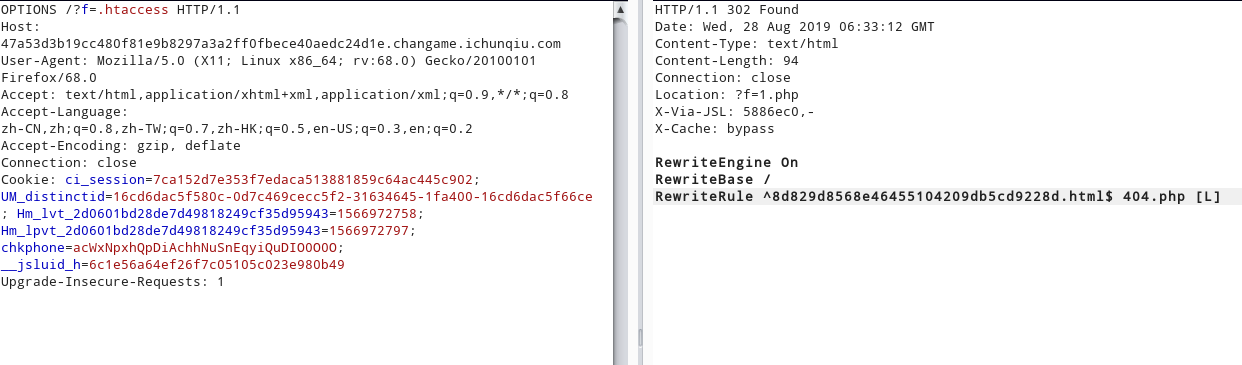 OPTIONS /?f=.htaccess HTTP/1.1
Host:
47a53d3b19cc480f81e9b8297a3a2ff0fbece40aedc24d1e.changame.ichunqiu.com
User-Agent: Mozilla/5.0 (X11; Linux x86_64; rv:68.0) Gecko/20100101
Firefox/68.0
Accept: text/html,application/xhtml+xml,application/xml;q=0.9,*/*;q=0.8
Accept-Language:
zh-CN,zh;q=0.8,zh-TW;q=0.7,zh-HK;q=0.5,en-US;q=0.3,en;q=0.2
Accept-Encoding: gzip, deflate
Connection: close
Cookie: ci_session=7ca152d7e353f7edaca513881859c64ac445c902;
UM_distinctid=16cd6dac5f580c-0d7c469cecc5f2-31634645-1fa400-16cd6dac5f66ce
; Hm_lvt_2d0601bd28de7d49818249cf35d95943=1566972758;
Hm_lpvt_2d0601bd28de7d49818249cf35d95943=1566972797;
chkphone=acWxNpxhQpDiAchhNuSnEqyiQuDIO0O0O;
__jsluid_h=6c1e56a64ef26f7c05105c023e980b49
Upgrade-Insecure-Requests: 1
HTTP/1.1 302 Found
Date: Wed, 28 Aug 2019 06:33:12 GMT
Content-Type: text/html
Content-Length: 94
Connection: close
Location: ?f=1.php
X-Via-JSL: 5886ec0,-
X-Cache: bypass
RewriteEngine On
RewriteBase /
RewriteRule ^8d829d8568e46455104209db5cd9228d.html$ 404.php [L]